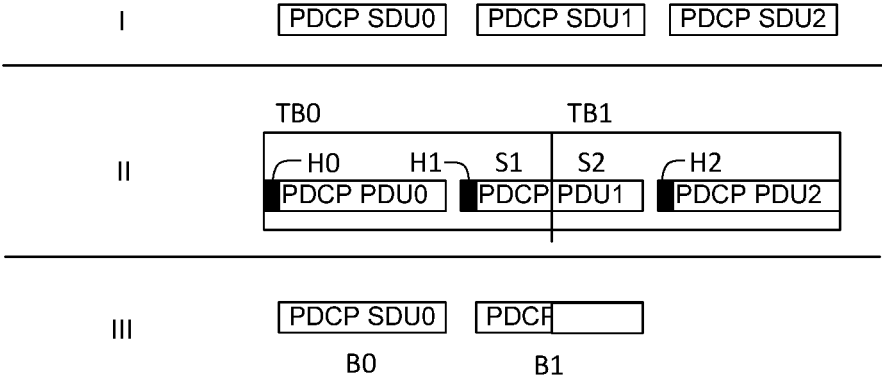 I PDCP SDU0 PDCP SDU1 PDCP SDU2
TB0 TB1
H0 H1 S1 S2 H2
II PDCP PDU0 PDCP PDU1 PDCP PDU2
III PDCP SDU0 PDCP
B0 B1